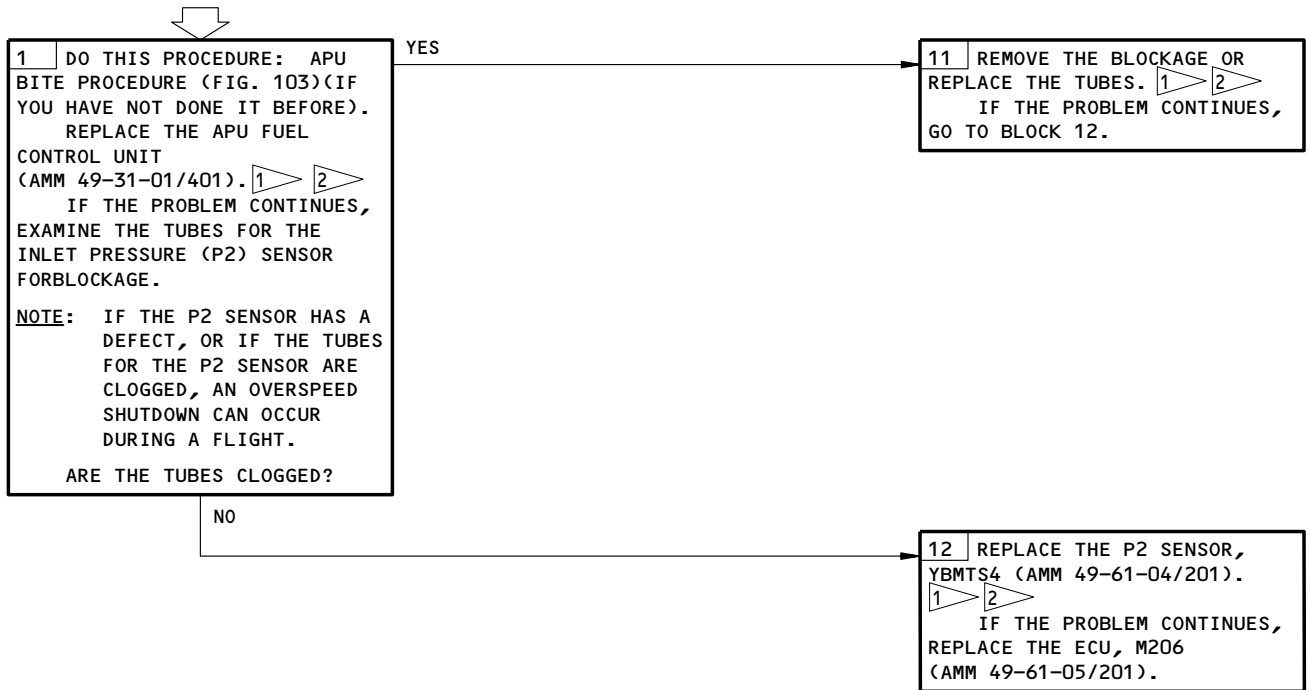 1 DO THIS PROCEDURE: APU
BITE PROCEDURE (FIG. 103)(IF
YOU HAVE NOT DONE IT BEFORE).
REPLACE THE APU FUEL
CONTROL UNIT
(AMM 49-31-01/401). 1 2
IF THE PROBLEM CONTINUES,
EXAMINE THE TUBES FOR THE
INLET PRESSURE (P2) SENSOR
FORBLOCKAGE.
NOTE: IF THE P2 SENSOR HAS A
DEFECT, OR IF THE TUBES
FOR THE P2 SENSOR ARE
CLOGGED, AN OVERSPEED
SHUTDOWN CAN OCCUR
DURING A FLIGHT.
ARE THE TUBES CLOGGED?
YES
11 REMOVE THE BLOCKAGE OR
REPLACE THE TUBES. 1 2
IF THE PROBLEM CONTINUES,
GO TO BLOCK 12.
NO
12 REPLACE THE P2 SENSOR,
YBMTS4 (AMM 49-61-04/201).
1 2
IF THE PROBLEM CONTINUES,
REPLACE THE ECU, M206
(AMM 49-61-05/201).